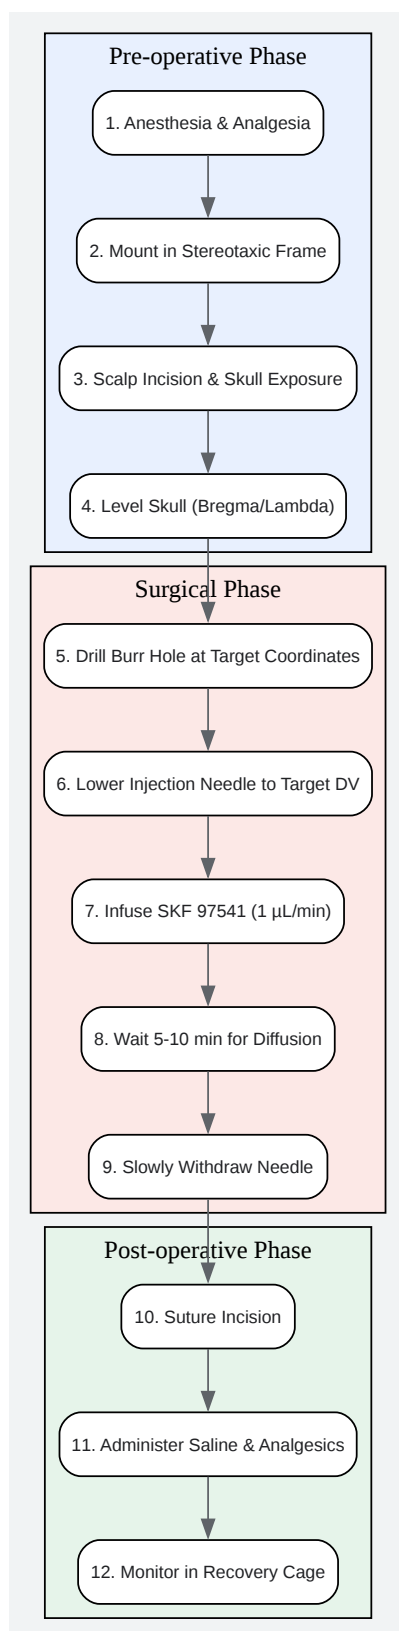 Pre-operative Phase
1. Anesthesia & Analgesia
2. Mount in Stereotaxic Frame
3. Scalp Incision & Skull Exposure
4. Level Skull (Bregma/Lambda)
Surgical Phase
5. Drill Burr Hole at Target Coordinates
6. Lower Injection Needle to Target DV
7. Infuse SKF 97541 (1 µL/min)
8. Wait 5-10 min for Diffusion
9. Slowly Withdraw Needle
Post-operative Phase
10. Suture Incision
11. Administer Saline & Analgesics
12. Monitor in Recovery Cage